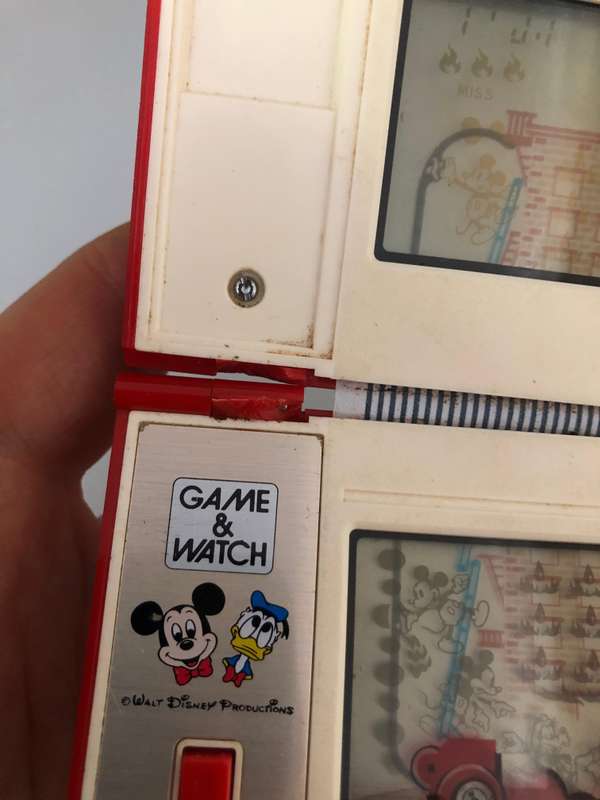 MISS
GAME
&
WATCH
© WALT DISNEY PRODUCTIONS